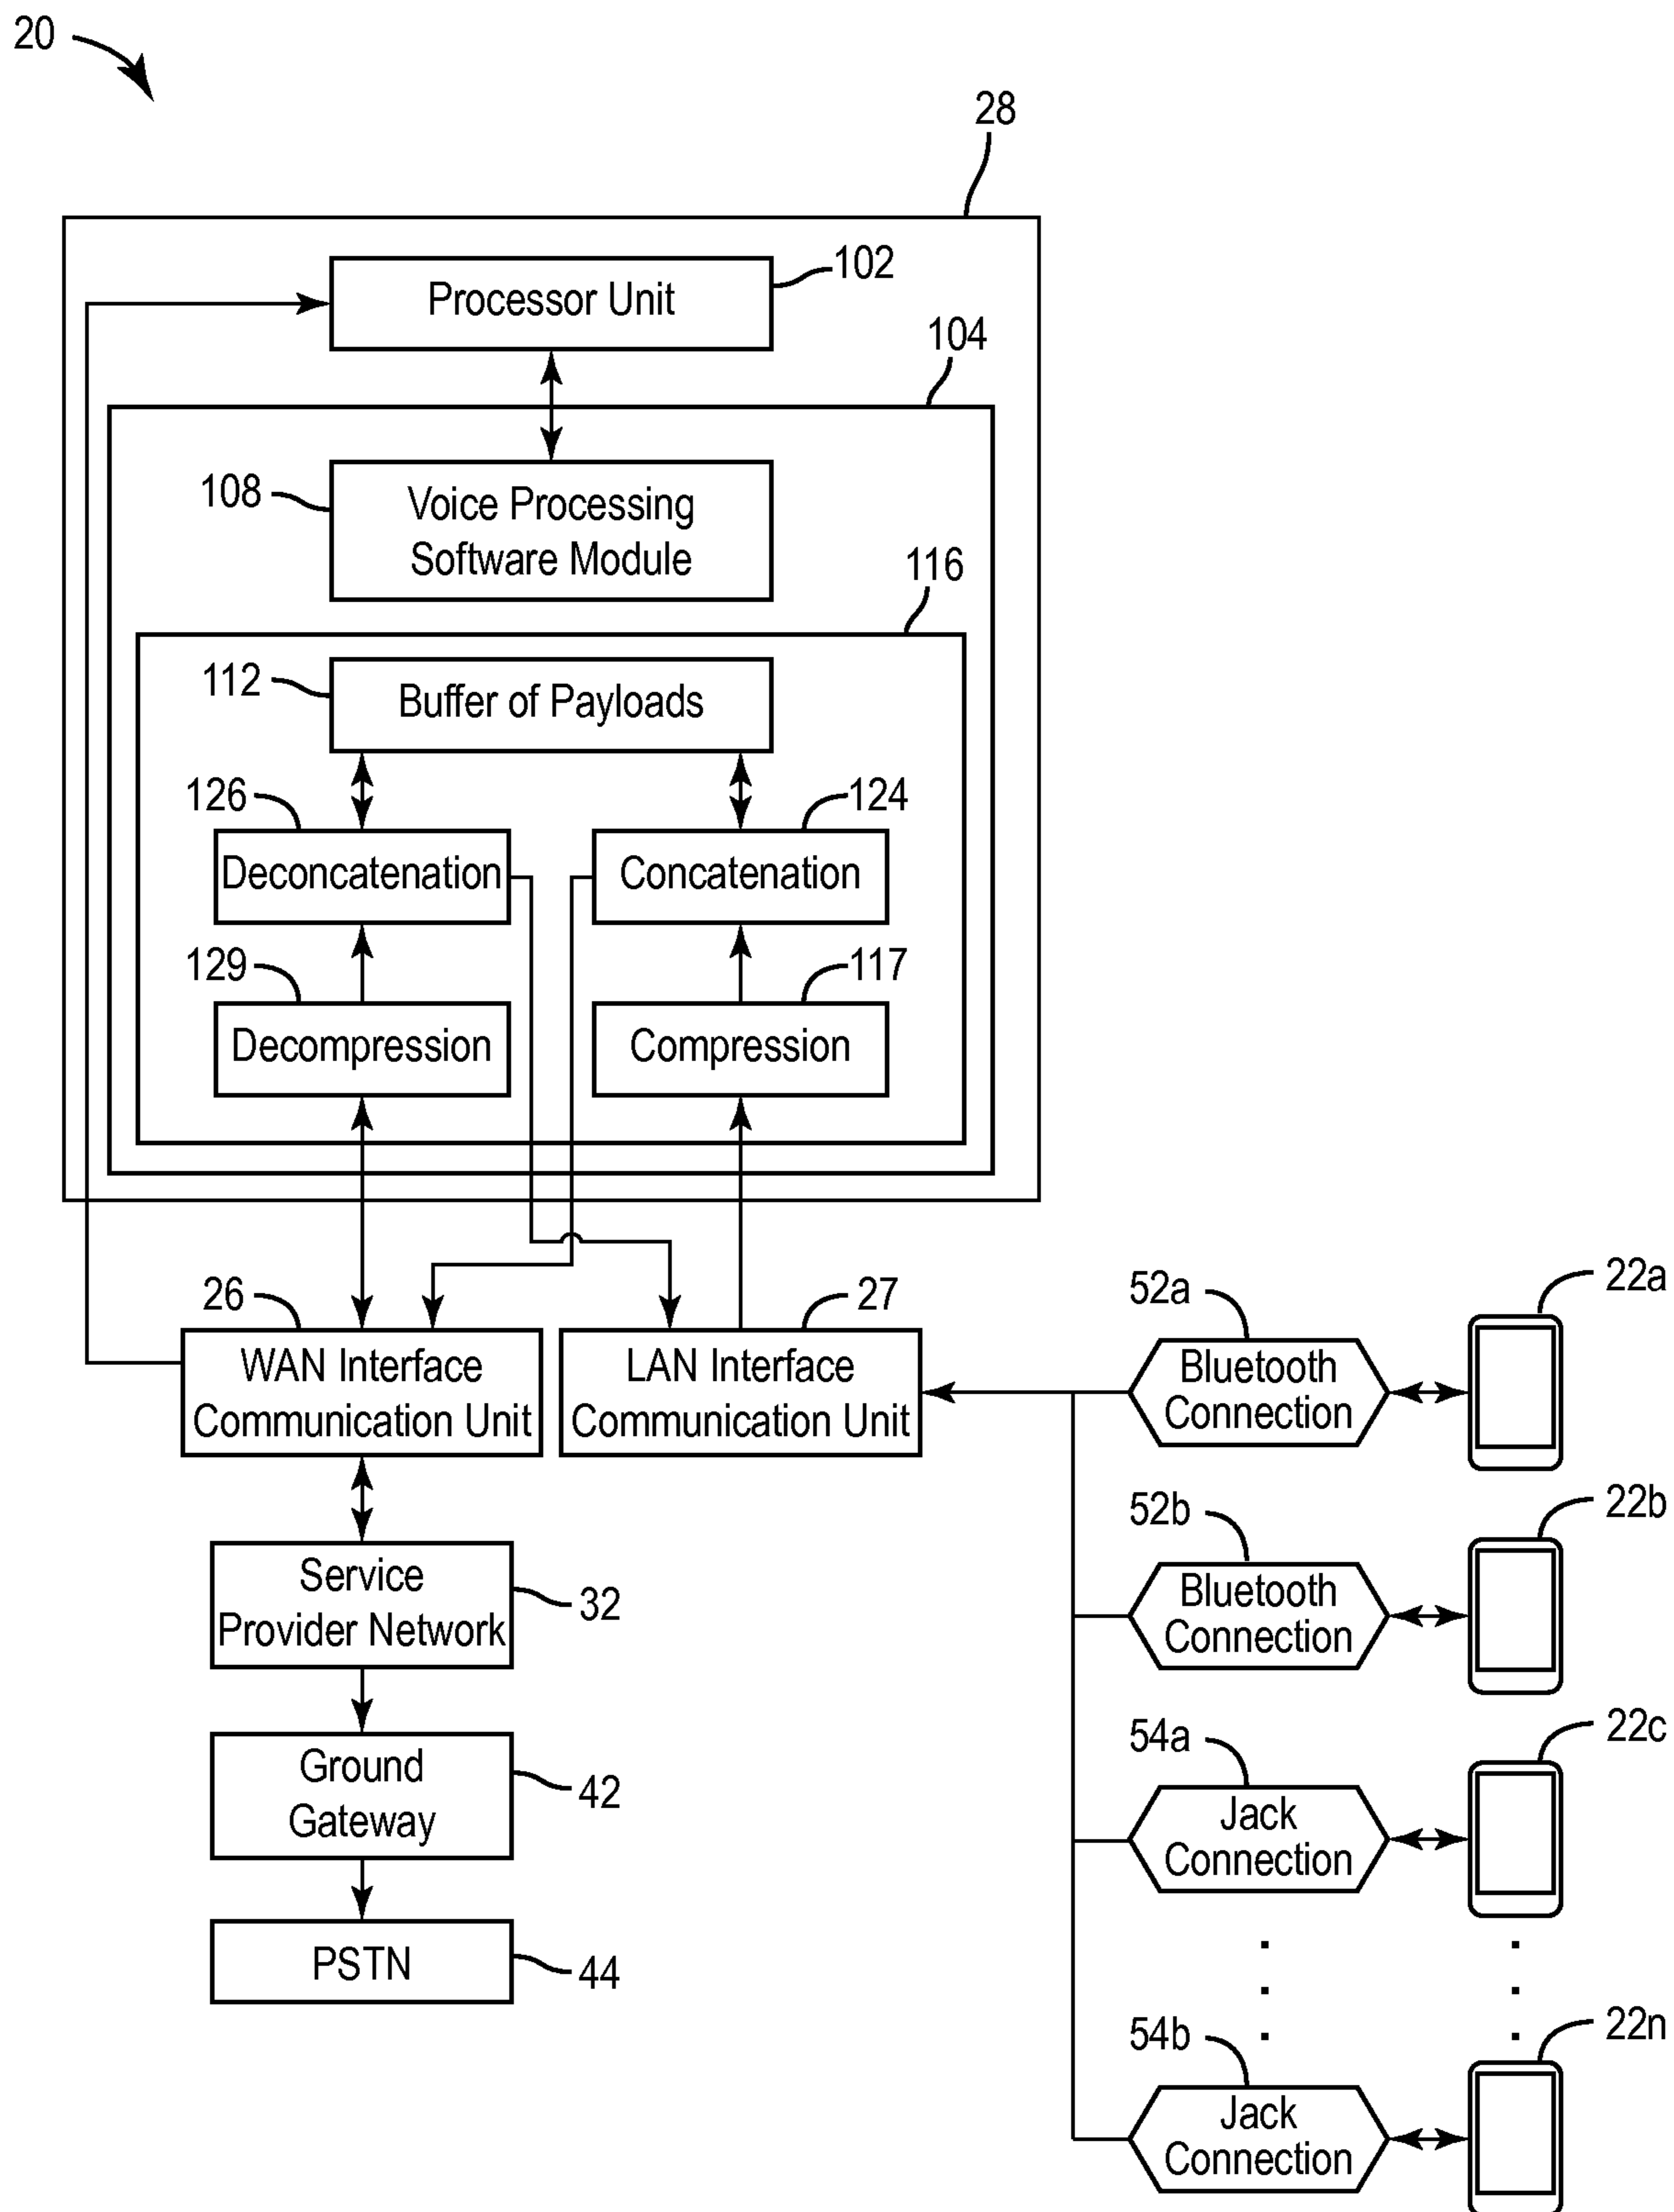 20
28
Processor Unit
102
104
108
Voice Processing
Software Module
116
112
Buffer of Payloads
126
124
Deconcatenation
Concatenation
129
117
Decompression
Compression
26
27
WAN Interface
Communication Unit
LAN Interface
Communication Unit
52a
22a
Bluetooth
Connection
52b
22b
Bluetooth
Connection
Service
Provider Network
32
54a
22c
Jack
Connection
Ground
Gateway
42
PSTN
44
54b
22n
Jack
Connection